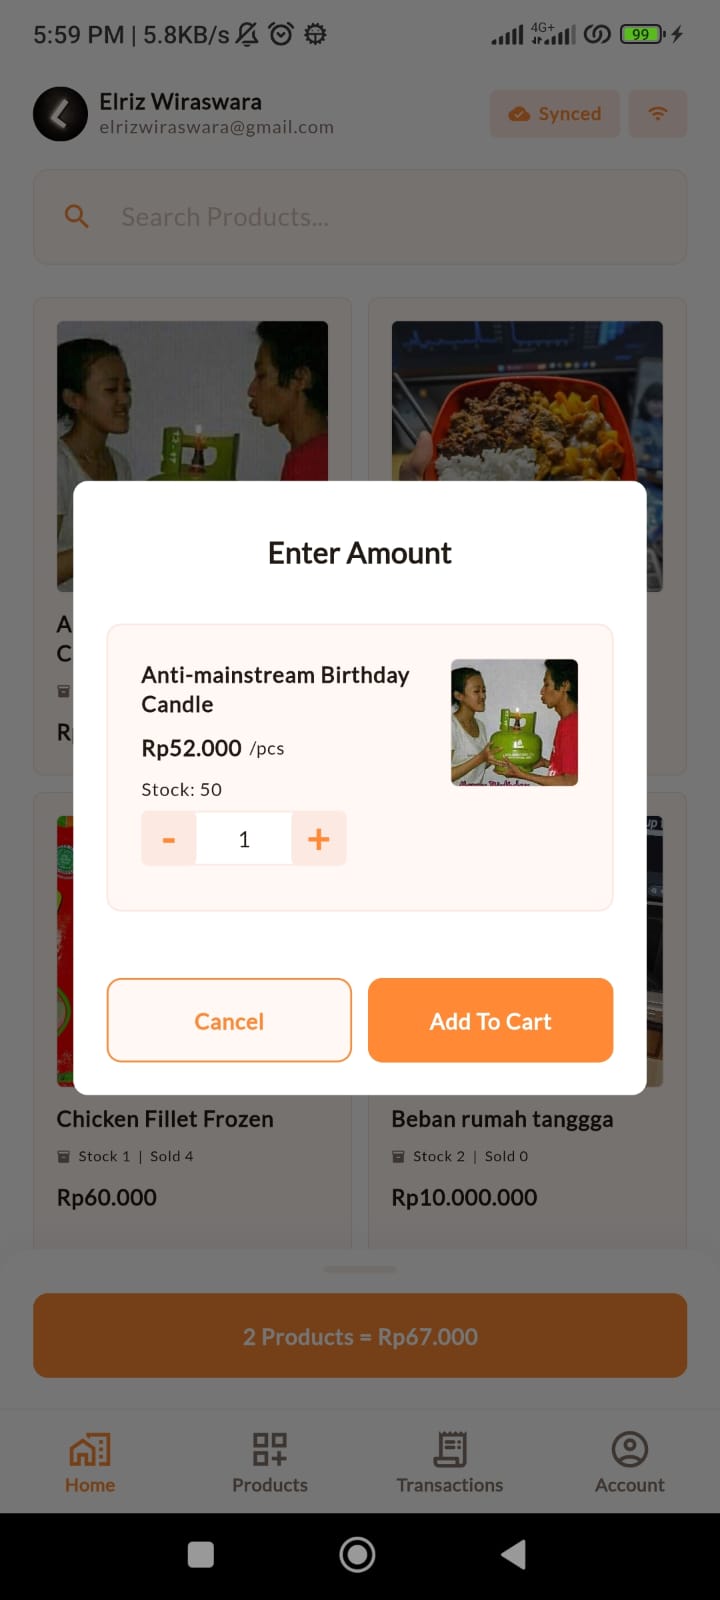 5:59 PM | 5.8KB/s
4G+
99
Elriz Wiraswara
elrizwiraswara@gmail.com
Synced
Search Products...
A
C
R
Enter Amount
Anti-mainstream Birthday
Candle
Rp52.000 /pcs
Stock: 50
- 1 +
Cancel
Add To Cart
Chicken Fillet Frozen
Stock 1 | Sold 4
Rp60.000
Beban rumah tanggga
Stock 2 | Sold 0
Rp10.000.000
2 Products = Rp67.000
Home
Products
Transactions
Account